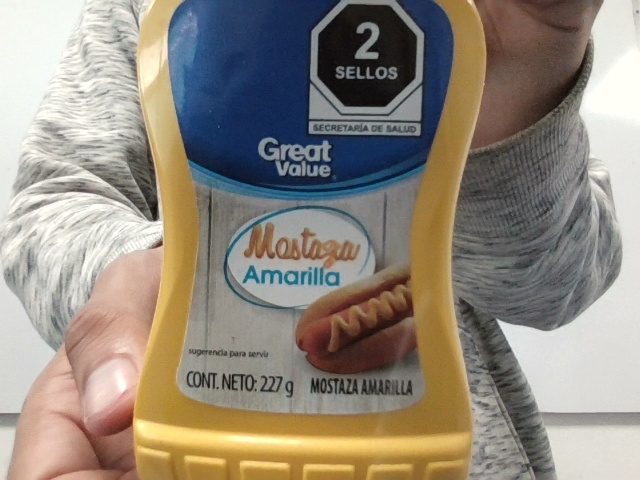 2
SELLOS
SECRETARÍA DE SALUD
Great
Value
Mostaza
Amarilla
sugerencia para servir
CONT. NETO: 227 g
MOSTAZA AMARILLA